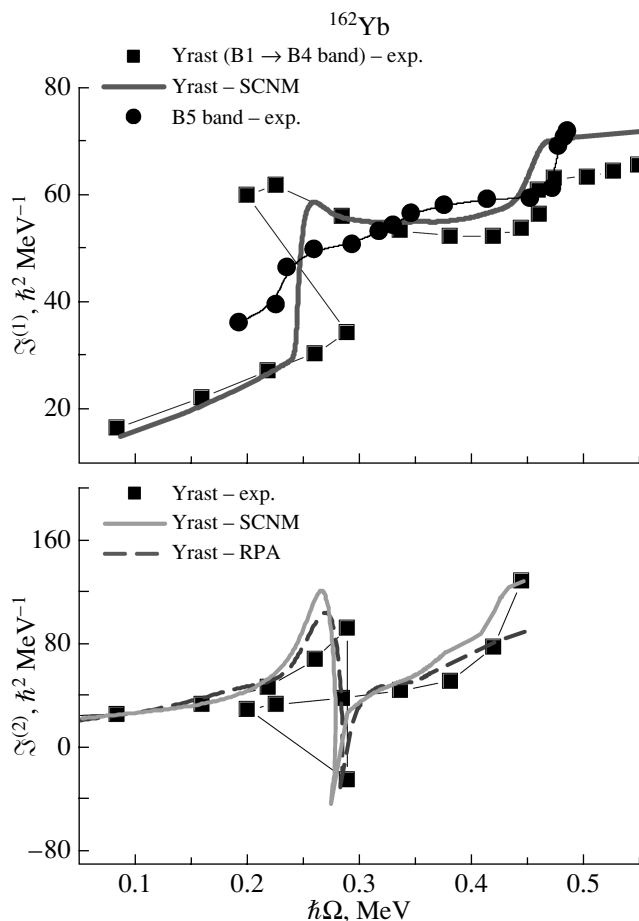 ¹⁶²Yb
Yrast (B1 → B4 band) – exp.
Yrast – SCNM
B5 band – exp.
80
60
40
20
ℑ⁽¹⁾, ℏ² MeV⁻¹
Yrast – exp.
Yrast – SCNM
Yrast – RPA
160
80
0
−80
ℑ⁽²⁾, ℏ² MeV⁻¹
0.1 0.2 0.3 0.4 0.5
ℏΩ, MeV